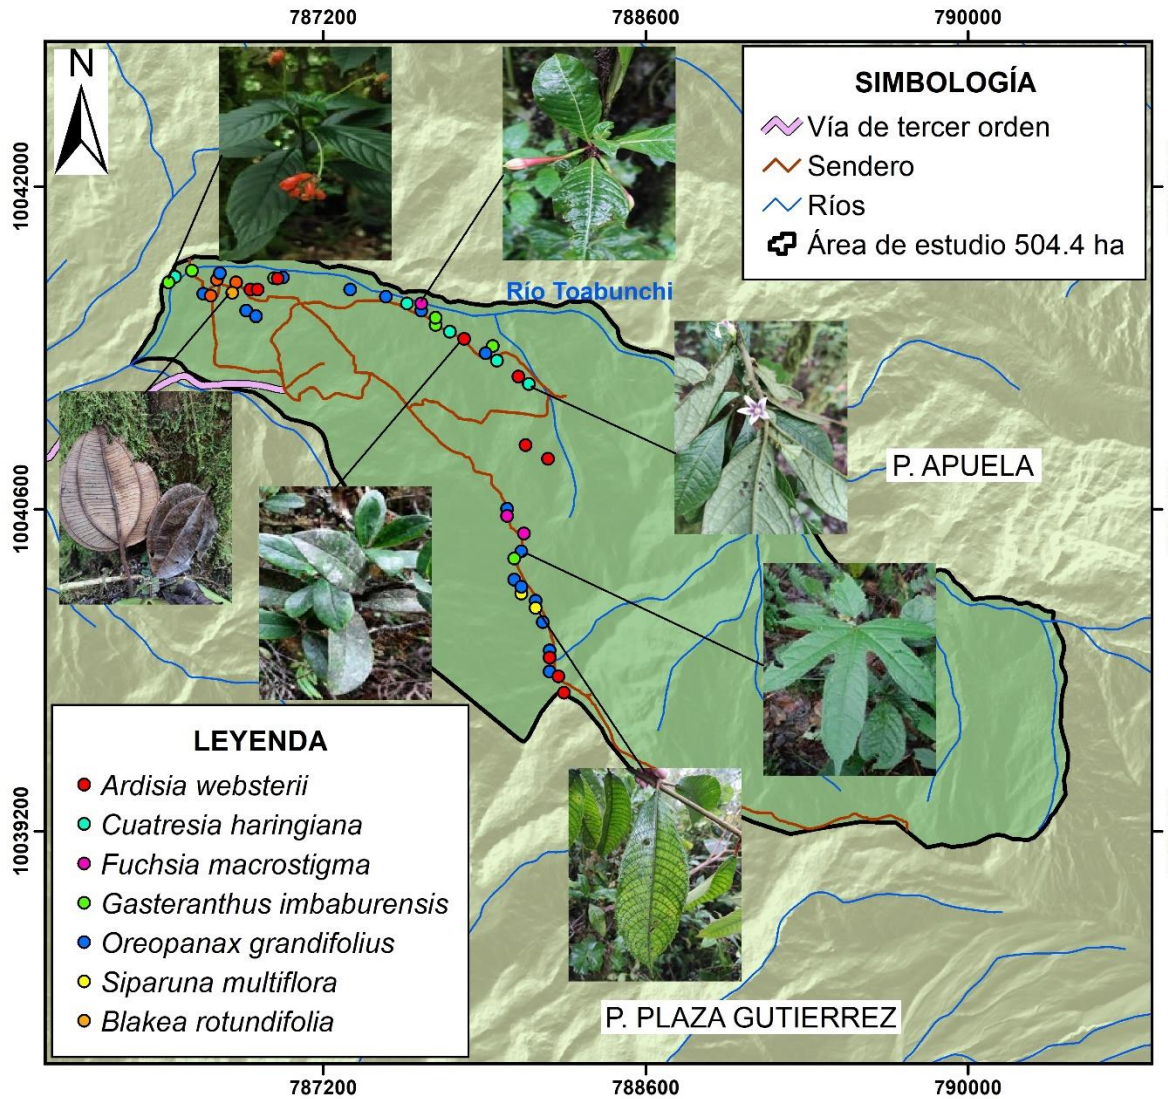 787200
788600
790000
N
SIMBOLOGÍA
Vía de tercer orden
Sendero
Ríos
Área de estudio 504.4 ha
10042000
Río Toabunchi
P. APUELA
10040600
LEYENDA
Ardisia websterii
Cuatresia haringiana
Fuchsia macrostigma
Gasteranthus imbaburensis
Oreopanax grandifolius
Siparuna multiflora
Blakea rotundifolia
10039200
P. PLAZA GUTIERREZ
787200
788600
790000